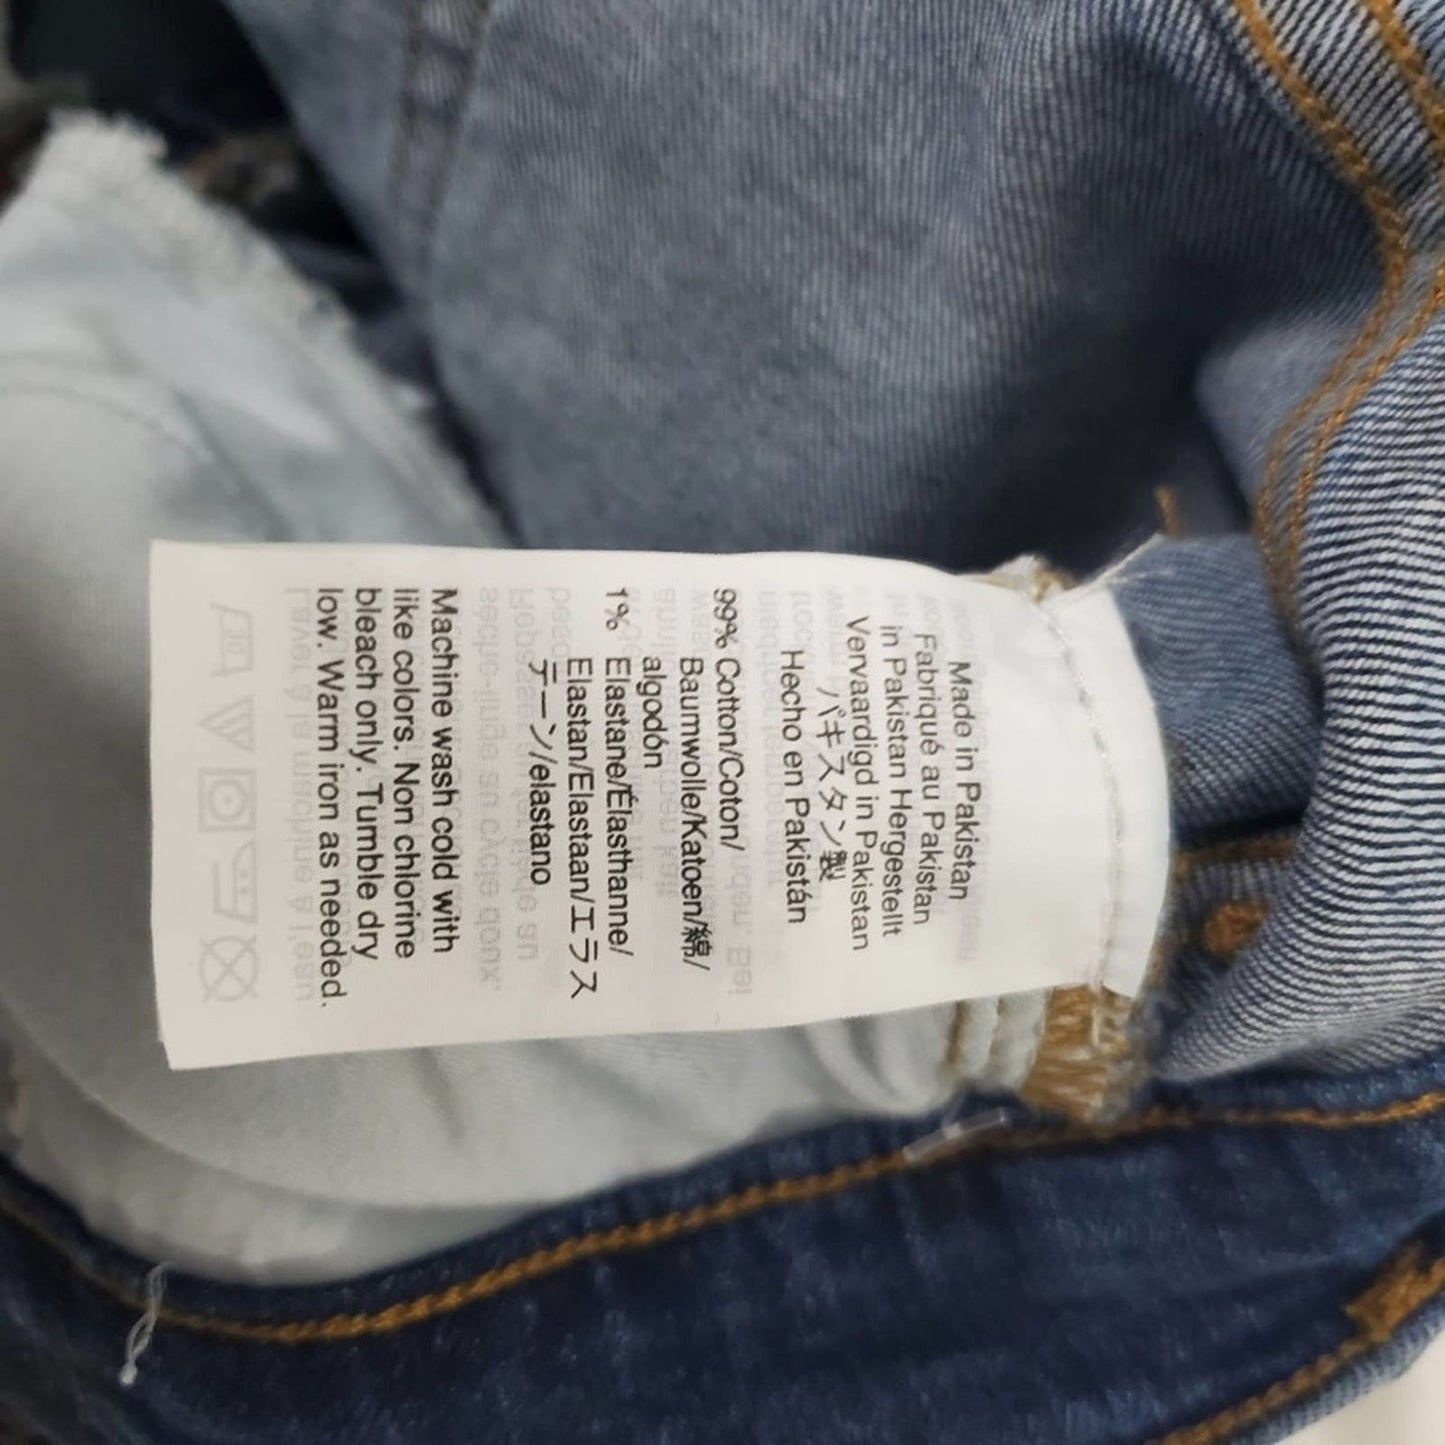 Made in Pakistan
Fabriqué au Pakistan
in Pakistan Hergestellt
Vervaardigd in Pakistan
パキスタン製
Hecho en Pakistán
99% Cotton/Coton/
Baumwolle/Katoen/綿/
algodón
1% Elastane/Élasthanne/
Elastan/Elastaan/エラス
テーン/elastano
Machine wash cold with
like colors. Non chlorine
bleach only. Tumble dry
low. Warm iron as needed.